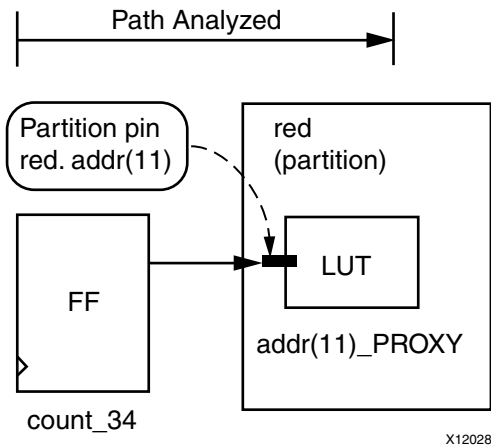 Path Analyzed
Partition pin
red. addr(11)
red
(partition)
FF
LUT
addr(11)_PROXY
count_34
X12028